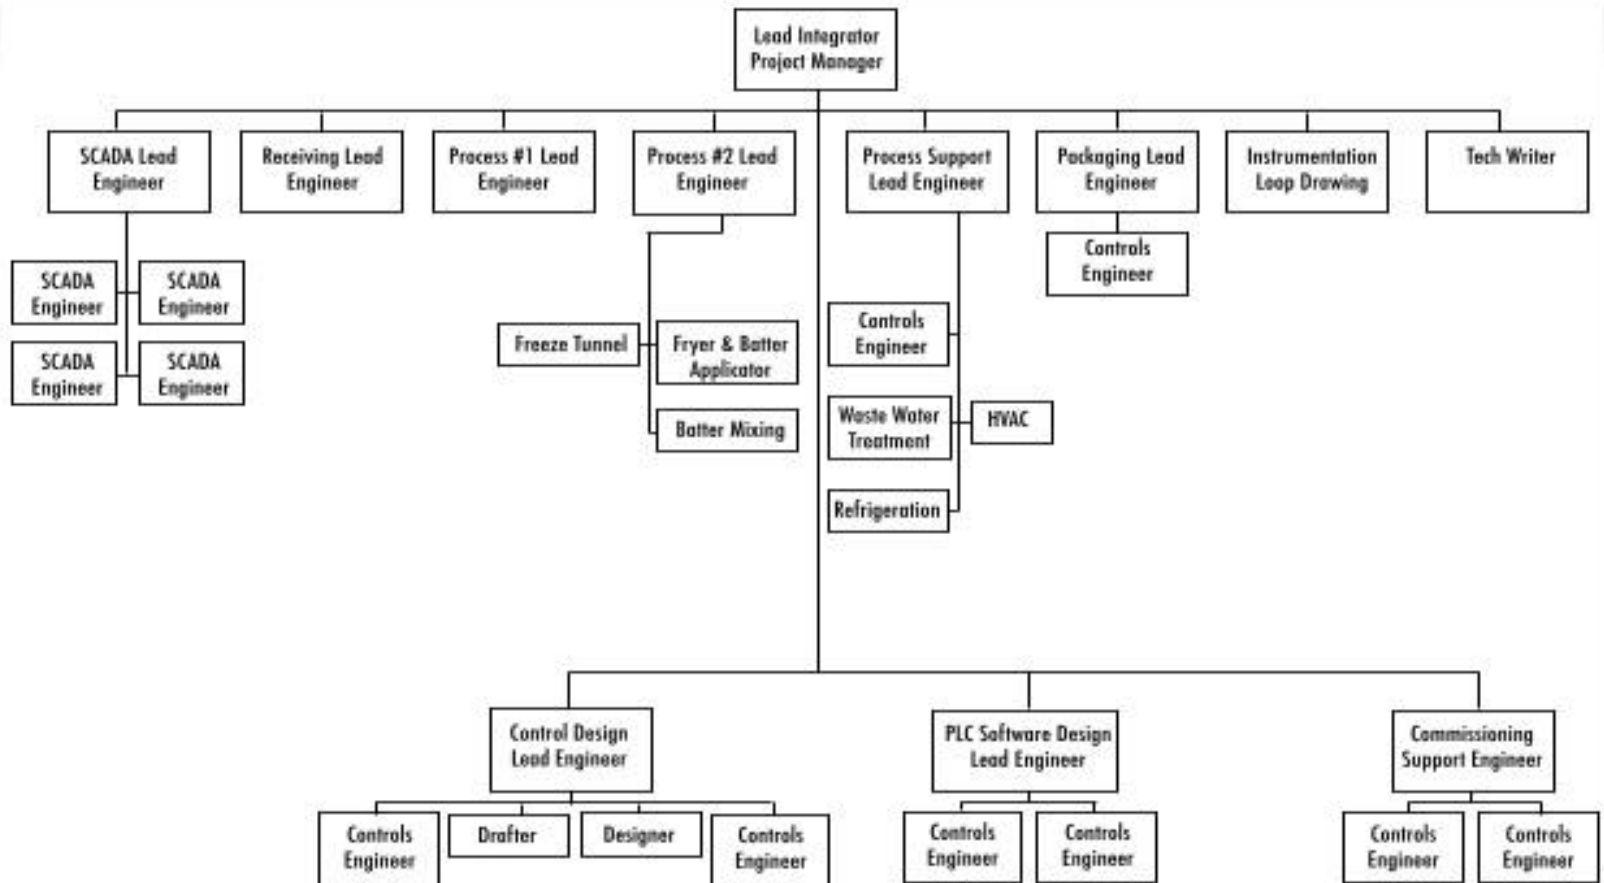 Lead Integrator
Project Manager
SCADA Lead
Engineer
Receiving Lead
Engineer
Process #1 Lead
Engineer
Process #2 Lead
Engineer
Process Support
Lead Engineer
Packaging Lead
Engineer
Instrumentation
Loop Drawing
Tech Writer
SCADA
Engineer
SCADA
Engineer
SCADA
Engineer
SCADA
Engineer
Freeze Tunnel
Fryer & Batter
Applicator
Batter Mixing
Controls
Engineer
Waste Water
Treatment
HVAC
Refrigeration
Controls
Engineer
Control Design
Lead Engineer
PLC Software Design
Lead Engineer
Commissioning
Support Engineer
Controls
Engineer
Drafter
Designer
Controls
Engineer
Controls
Engineer
Controls
Engineer
Controls
Engineer
Controls
Engineer